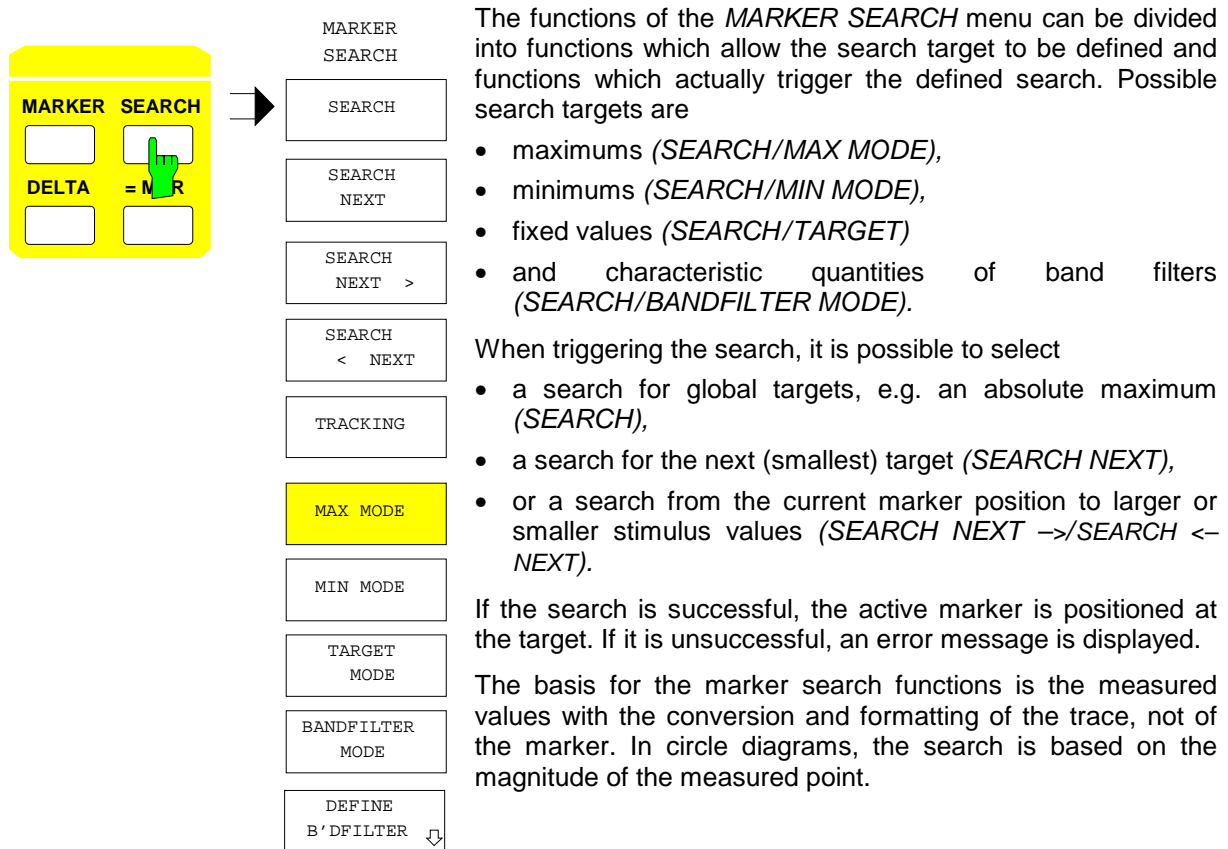 MARKER SEARCH
DELTA = M R
MARKER
SEARCH
SEARCH
SEARCH
NEXT
SEARCH
NEXT >
SEARCH
< NEXT
TRACKING
MAX MODE
MIN MODE
TARGET
MODE
BANDFILTER
MODE
DEFINE
B'DFILTER ⇩
The functions of the MARKER SEARCH menu can be divided
into functions which allow the search target to be defined and
functions which actually trigger the defined search. Possible
search targets are
• maximums (SEARCH/MAX MODE),
• minimums (SEARCH/MIN MODE),
• fixed values (SEARCH/TARGET)
• and characteristic quantities of band filters
(SEARCH/BANDFILTER MODE).
When triggering the search, it is possible to select
• a search for global targets, e.g. an absolute maximum
(SEARCH),
• a search for the next (smallest) target (SEARCH NEXT),
• or a search from the current marker position to larger or
smaller stimulus values (SEARCH NEXT –>/SEARCH <–
NEXT).
If the search is successful, the active marker is positioned at
the target. If it is unsuccessful, an error message is displayed.
The basis for the marker search functions is the measured
values with the conversion and formatting of the trace, not of
the marker. In circle diagrams, the search is based on the
magnitude of the measured point.